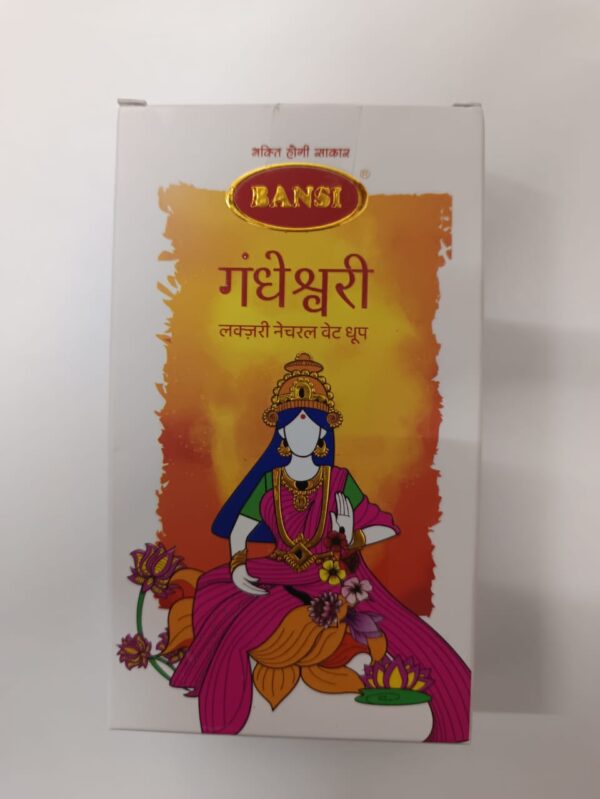 भक्ति होगी साकार
BANSI®
गंधेश्वरी
लक्ज़री नेचरल वेट धूप